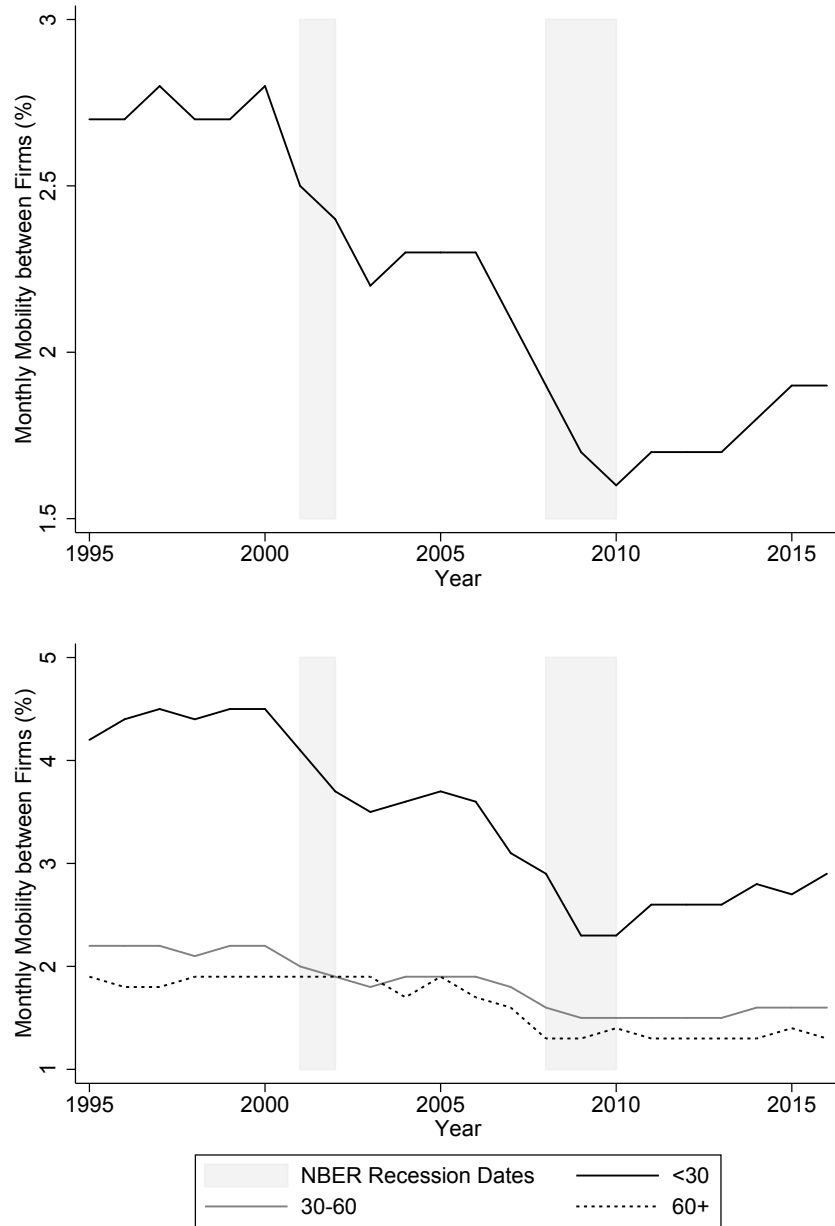 Monthly Mobility between Firms (%)
3
2.5
2
1.5
1995 2000 2005 2010 2015
Year
Monthly Mobility between Firms (%)
5
4
3
2
1
1995 2000 2005 2010 2015
Year
NBER Recession Dates <30
30-60 60+